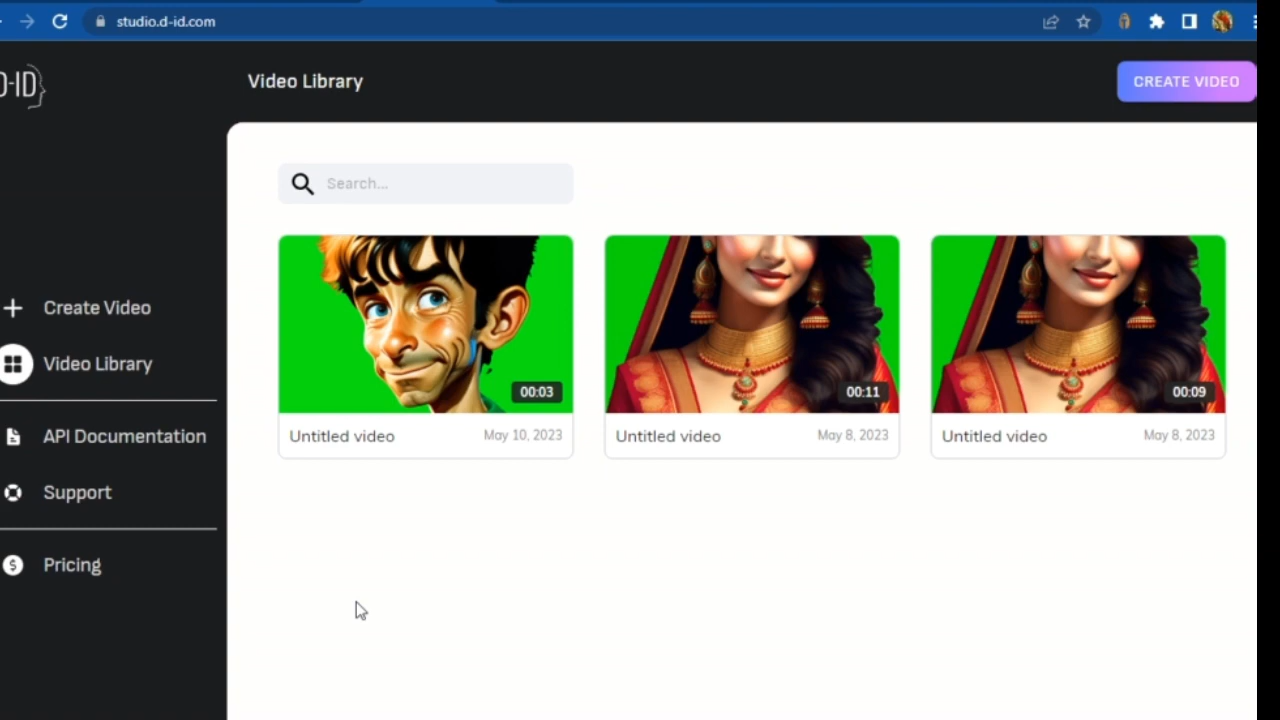 studio.d-id.com
D-ID
Video Library
CREATE VIDEO
Search...
Create Video
Video Library
API Documentation
Support
Pricing
00:03
Untitled video
May 10, 2023
00:11
Untitled video
May 8, 2023
00:09
Untitled video
May 8, 2023